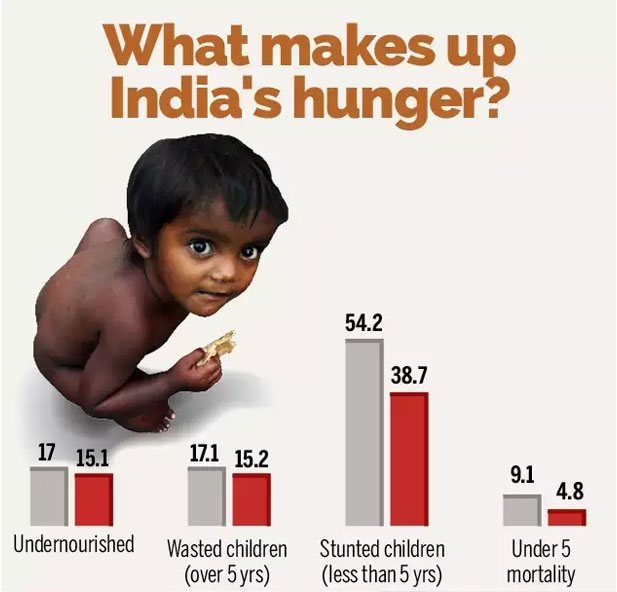 What makes up
India's hunger?
17
15.1
17.1
15.2
54.2
38.7
9.1
4.8
Undernourished
Wasted children
(over 5 yrs)
Stunted children
(less than 5 yrs)
Under 5
mortality